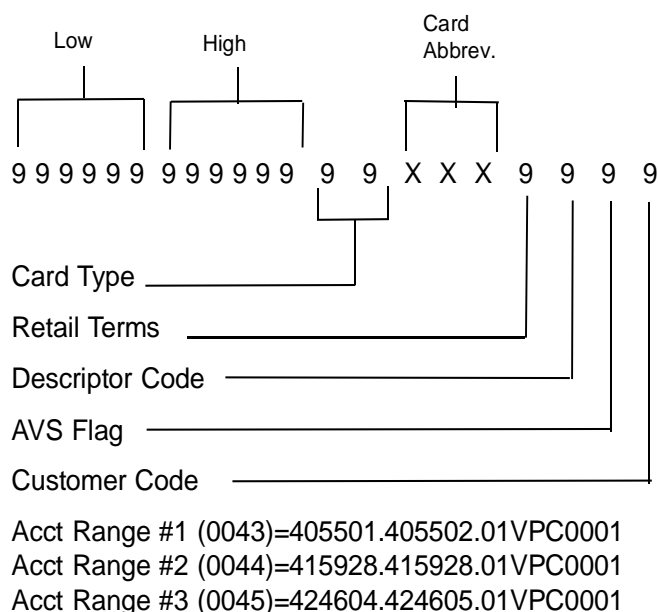 Low High Card
Abbrev.
9 9 9 9 9 9 9 9 9 9 9 9 9 9 X X X 9 9 9 9
Card Type
Retail Terms
Descriptor Code
AVS Flag
Customer Code
Acct Range #1 (0043)=405501.405502.01VPC0001
Acct Range #2 (0044)=415928.415928.01VPC0001
Acct Range #3 (0045)=424604.424605.01VPC0001